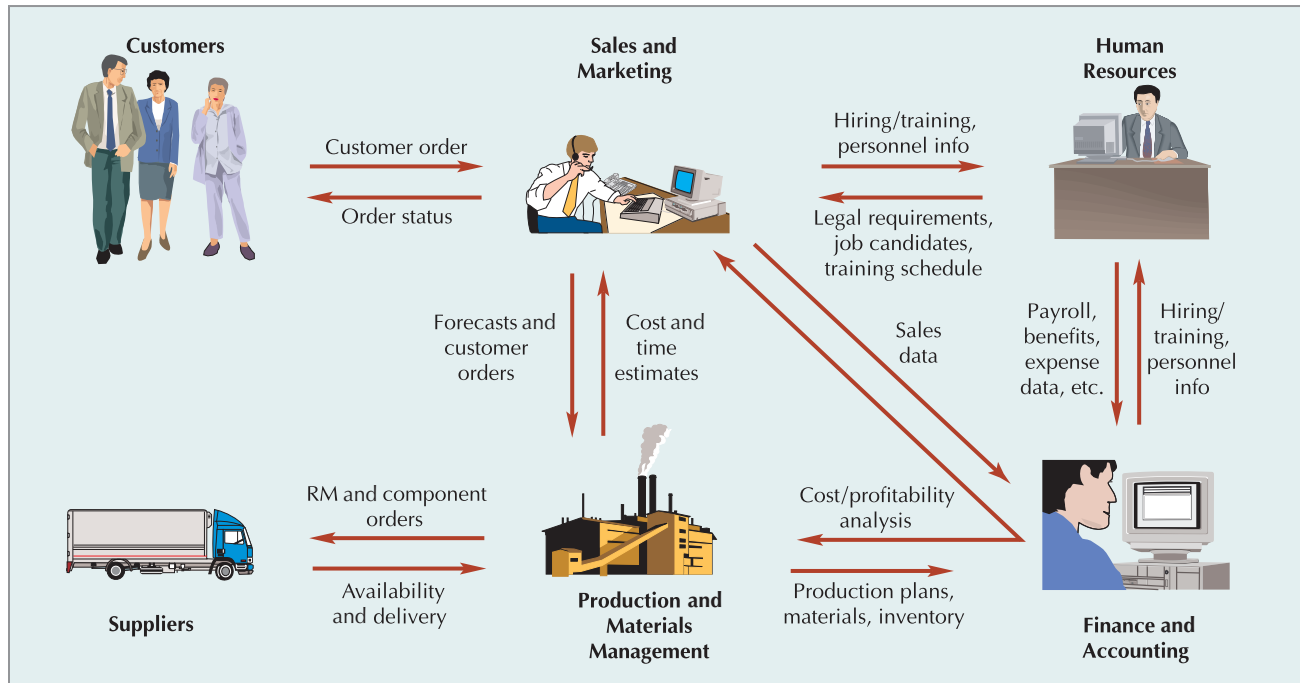 Customers
Sales and
Marketing
Human
Resources
Customer order
Order status
Hiring/training,
personnel info
Legal requirements,
job candidates,
training schedule
Forecasts and
customer
orders
Cost and
time
estimates
Sales
data
Payroll,
benefits,
expense
data, etc.
Hiring/
training,
personnel
info
RM and component
orders
Availability
and delivery
Cost/profitability
analysis
Production plans,
materials, inventory
Suppliers
Production and
Materials
Management
Finance and
Accounting